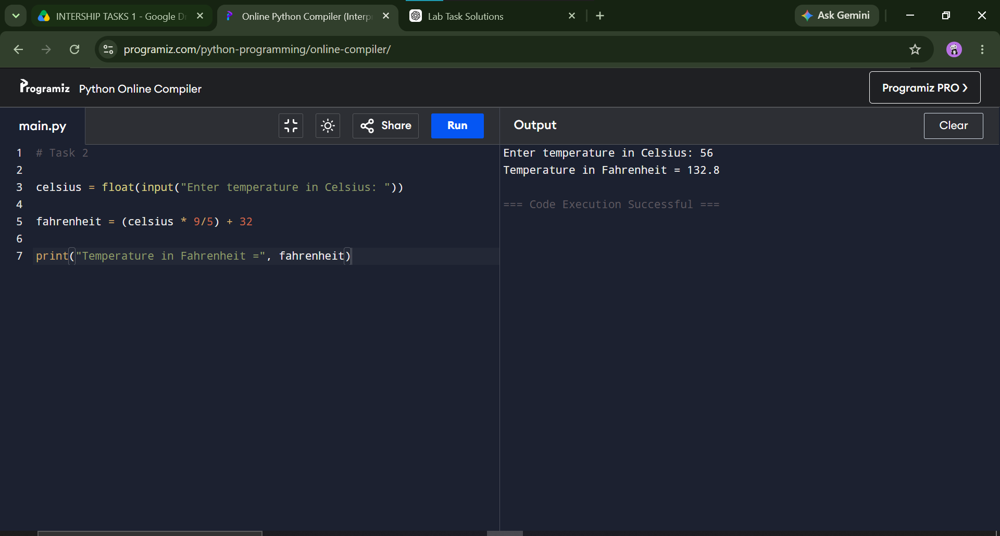 INTERSHIP TASKS 1 - Google Dr
Online Python Compiler (Interp
Lab Task Solutions
Ask Gemini
programiz.com/python-programming/online-compiler/
Programiz Python Online Compiler
Programiz PRO ❯
main.py
Share
Run
Output
Clear
1 # Task 2
2
3 celsius = float(input("Enter temperature in Celsius: "))
4
5 fahrenheit = (celsius * 9/5) + 32
6
7 print("Temperature in Fahrenheit =", fahrenheit)
Enter temperature in Celsius: 56
Temperature in Fahrenheit = 132.8
=== Code Execution Successful ===